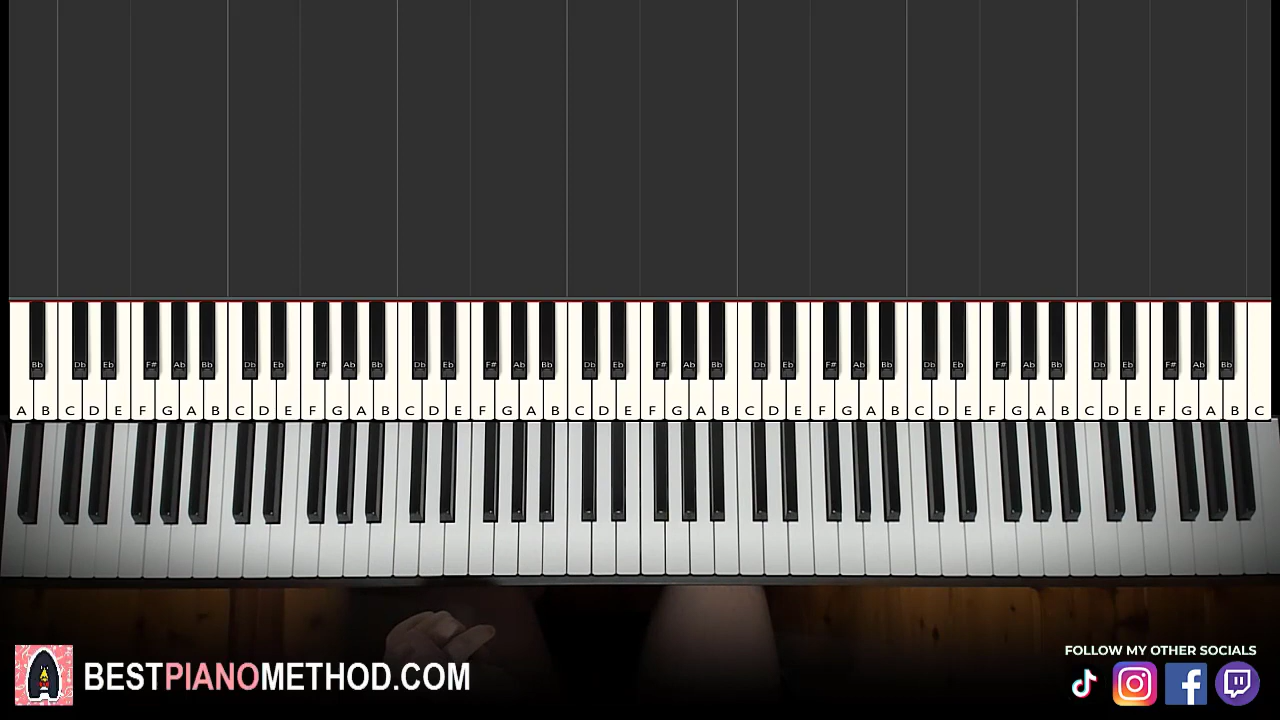 Bb Db Eb F# Ab Bb Db Eb F# Ab Bb Db Eb F# Ab Bb Db Eb F# Ab Bb Db Eb F# Ab Bb Db Eb F# Ab Bb Db Eb F# Ab Bb
A B C D E F G A B C D E F G A B C D E F G A B C D E F G A B C D E F G A B C D E F G A B C D E F G A B C
FOLLOW MY OTHER SOCIALS
BESTPIANOMETHOD.COM